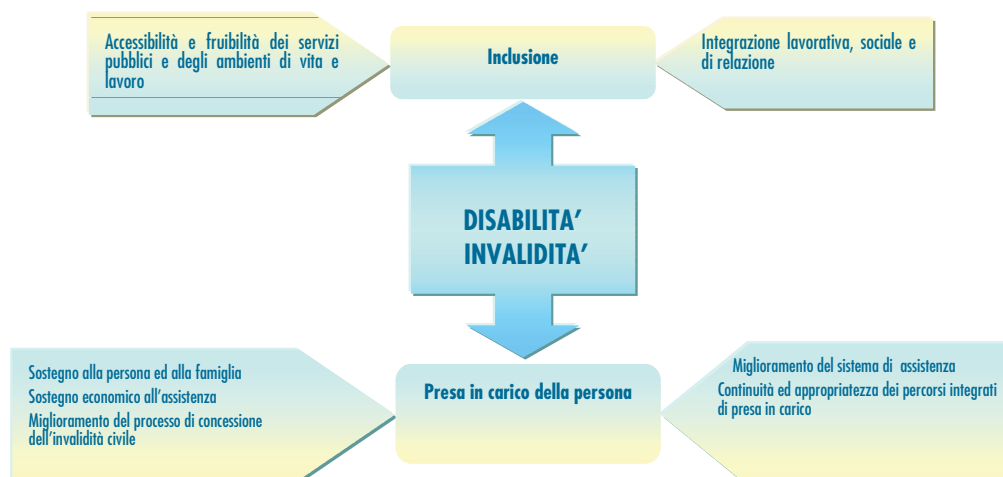 Accessibilità e fruibilità dei servizi
pubblici e degli ambienti di vita e
lavoro
Inclusione
Integrazione lavorativa, sociale e
di relazione
DISABILITA’
INVALIDITA’
Sostegno alla persona ed alla famiglia
Sostegno economico all’assistenza
Miglioramento del processo di concessione
dell’invalidità civile
Presa in carico della persona
Miglioramento del sistema di assistenza
Continuità ed appropriatezza dei percorsi integrati
di presa in carico